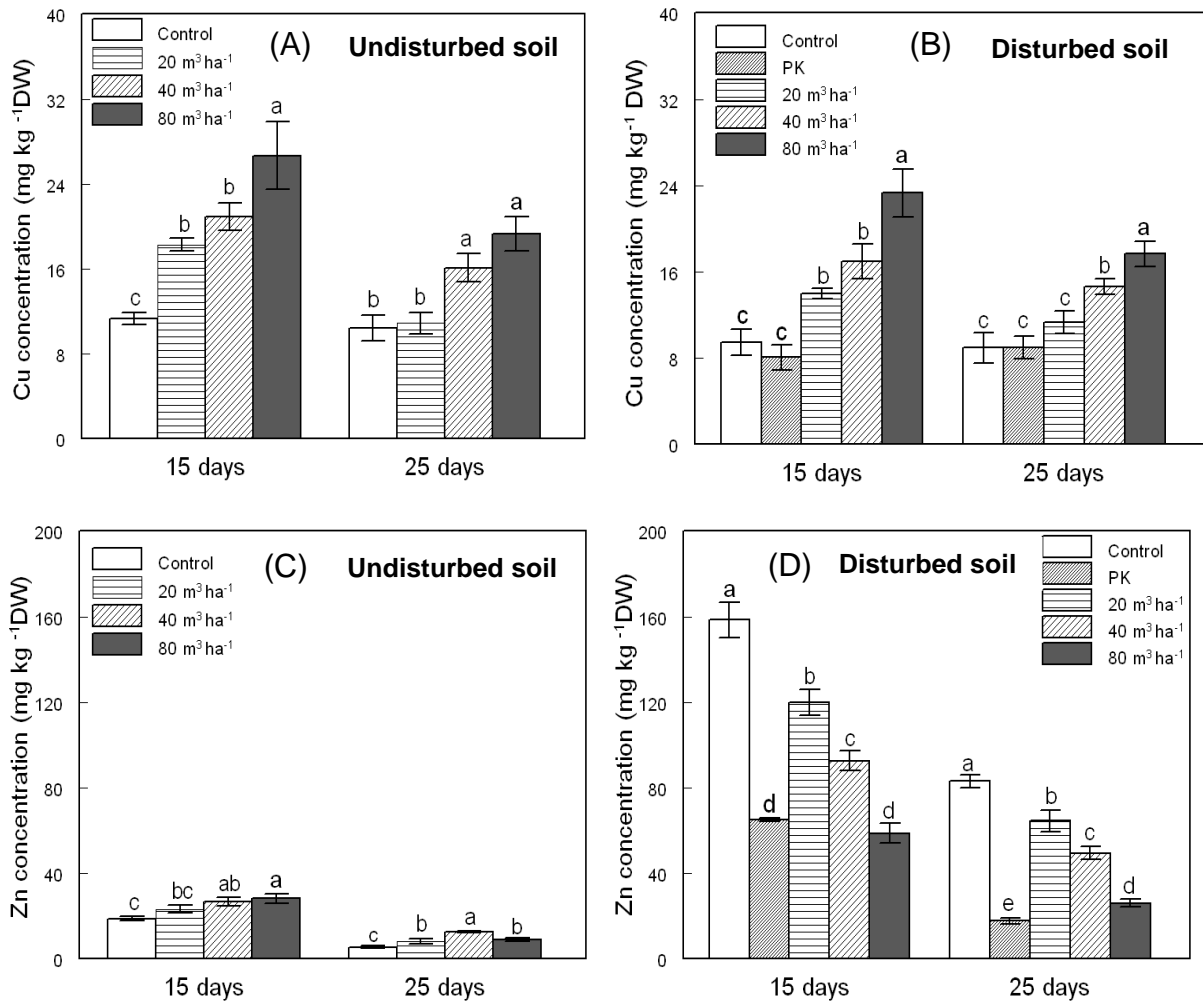 (A) Undisturbed soil
Control
20 m³ ha⁻¹
40 m³ ha⁻¹
80 m³ ha⁻¹
Cu concentration (mg kg ⁻¹DW)
40
32
24
16
8
0
c
b
b
a
b
b
a
a
15 days
25 days
(B) Disturbed soil
Control
PK
20 m³ ha⁻¹
40 m³ ha⁻¹
80 m³ ha⁻¹
Cu concentration (mg kg⁻¹ DW)
40
32
24
16
8
0
c
c
b
b
a
c
c
c
b
a
15 days
25 days
(C) Undisturbed soil
Control
20 m³ ha⁻¹
40 m³ ha⁻¹
80 m³ ha⁻¹
Zn concentration (mg kg ⁻¹DW)
200
160
120
80
40
0
c
bc
ab
a
c
b
a
b
15 days
25 days
(D) Disturbed soil
Control
PK
20 m³ ha⁻¹
40 m³ ha⁻¹
80 m³ ha⁻¹
Zn concentration (mg kg ⁻¹DW)
200
160
120
80
40
0
a
d
b
c
d
a
e
b
c
d
15 days
25 days